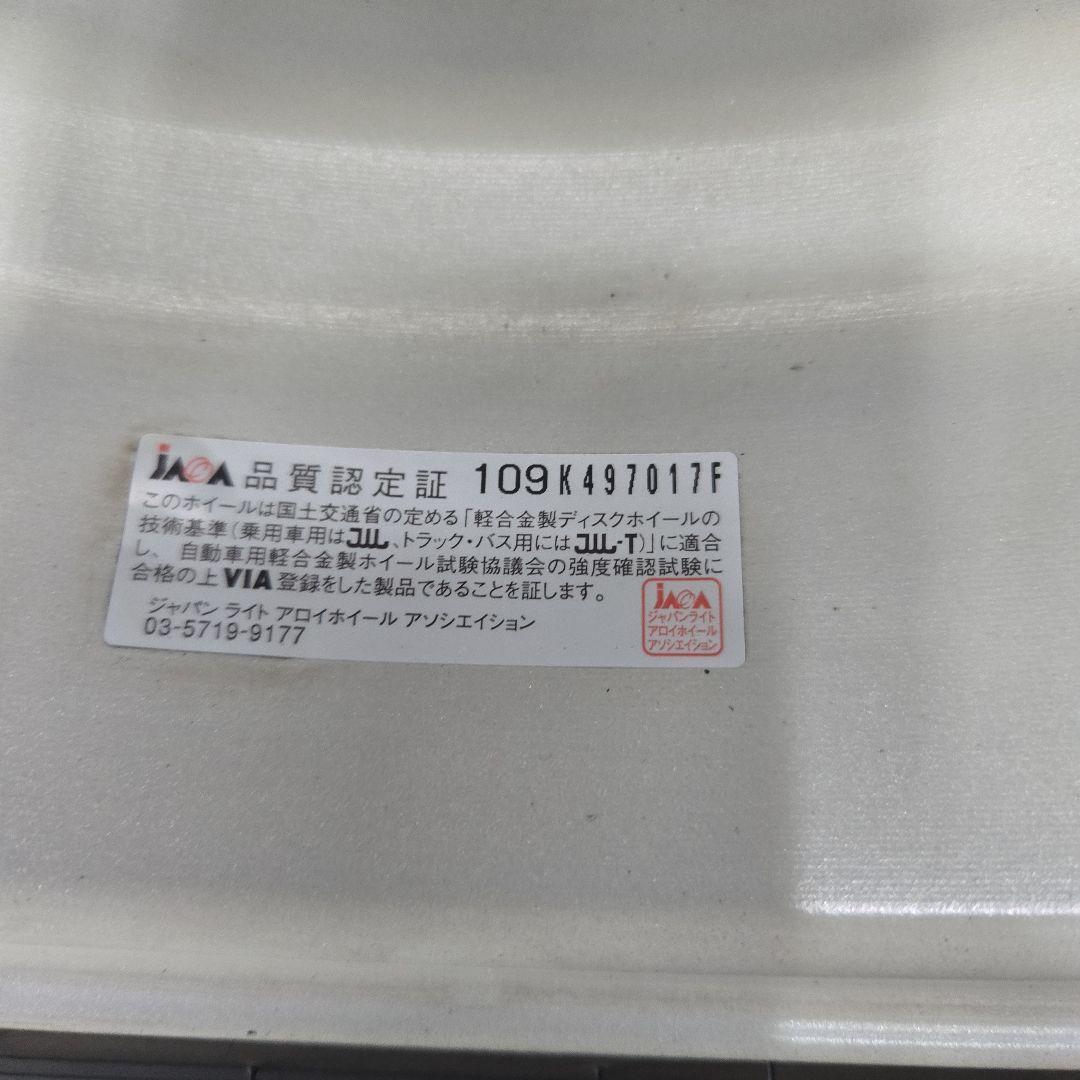 JAWA 品質認定証 109K497017F
このホイールは国土交通省の定める「軽合金製ディスクホイールの
技術基準(乗用車用はJWL、トラック・バス用にはJWL-T)」に適合
し、自動車用軽合金製ホイール試験協議会の強度確認試験に
合格の上VIA登録をした製品であることを証します。
ジャパン ライト アロイホイール アソシエイション
03-5719-9177
JAWA
ジャパンライト
アロイホイール
アソシエイション